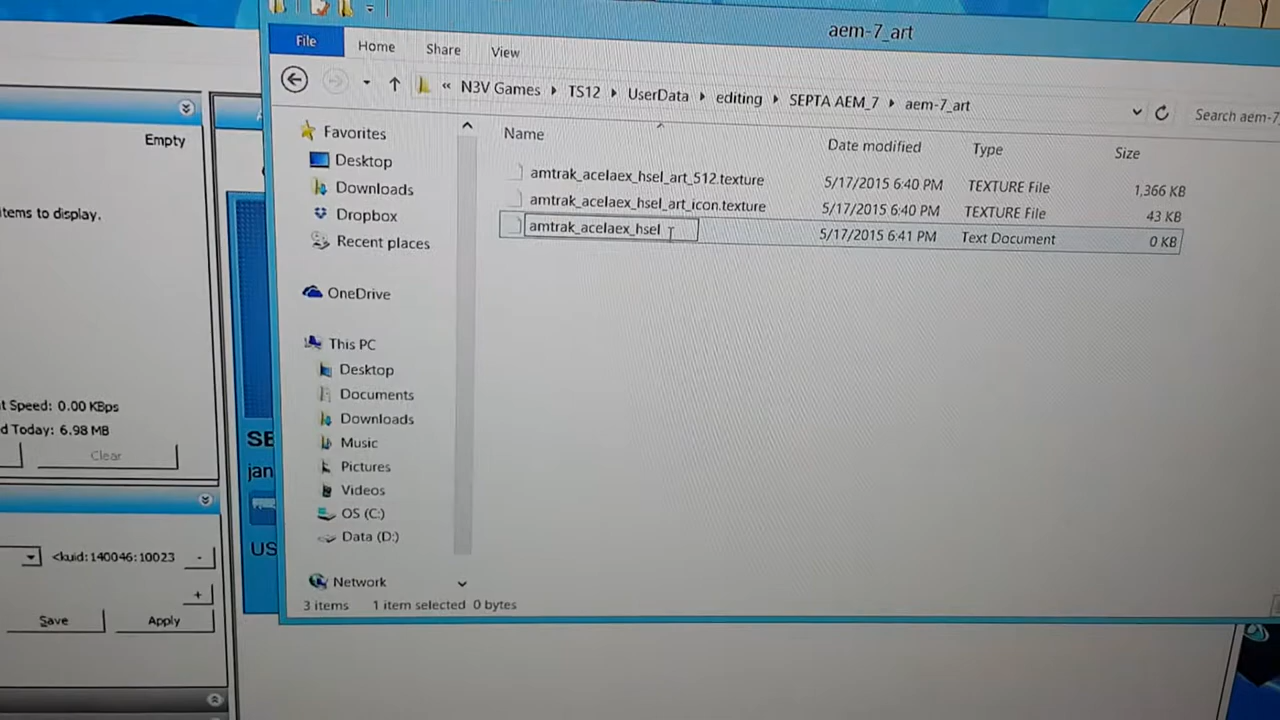 aem-7_art
File Home Share View
« N3V Games ▸ TS12 ▸ UserData ▸ editing ▸ SEPTA AEM_7 ▸ aem-7_art
Search aem-7
Favorites
Desktop
Downloads
Dropbox
Recent places
OneDrive
This PC
Desktop
Documents
Downloads
Music
Pictures
Videos
OS (C:)
Data (D:)
Network
Name Date modified Type Size
amtrak_acelaex_hsel_art_512.texture 5/17/2015 6:40 PM TEXTURE File 1,366 KB
amtrak_acelaex_hsel_art_icon.texture 5/17/2015 6:40 PM TEXTURE File 43 KB
amtrak_acelaex_hsel 5/17/2015 6:41 PM Text Document 0 KB
3 items 1 item selected 0 bytes
Empty
items to display.
t Speed: 0.00 KBps
d Today: 6.98 MB
Clear
<kuid:140046:10023 -
+
Save Apply
SE
jan
US